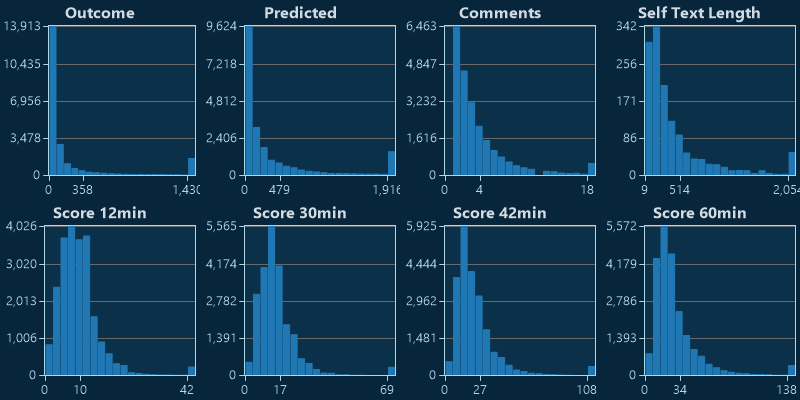 Outcome
13,913
10,435
6,956
3,478
0
0 358 1,430
Predicted
9,624
7,218
4,812
2,406
0
0 479 1,916
Comments
6,463
4,847
3,232
1,616
0
0 4 18
Self Text Length
342
256
171
86
0
9 514 2,054
Score 12min
4,026
3,020
2,013
1,006
0
0 10 42
Score 30min
5,565
4,174
2,782
1,391
0
0 17 69
Score 42min
5,925
4,444
2,962
1,481
0
0 27 108
Score 60min
5,572
4,179
2,786
1,393
0
0 34 138